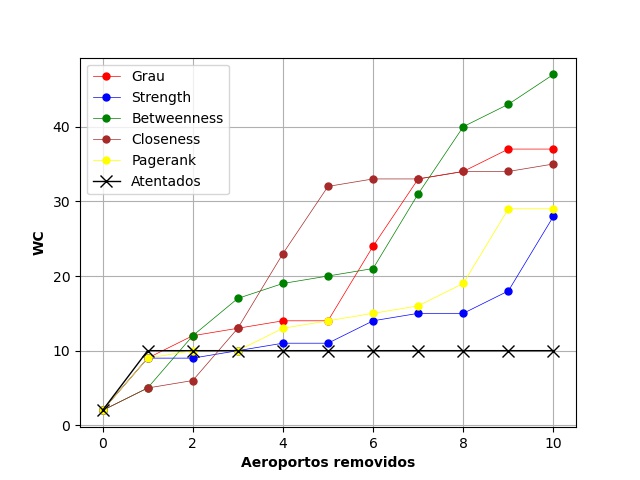 Grau
Strength
Betweenness
Closeness
Pagerank
Atentados
WC
40
30
20
10
0
0 2 4 6 8 10
Aeroportos removidos